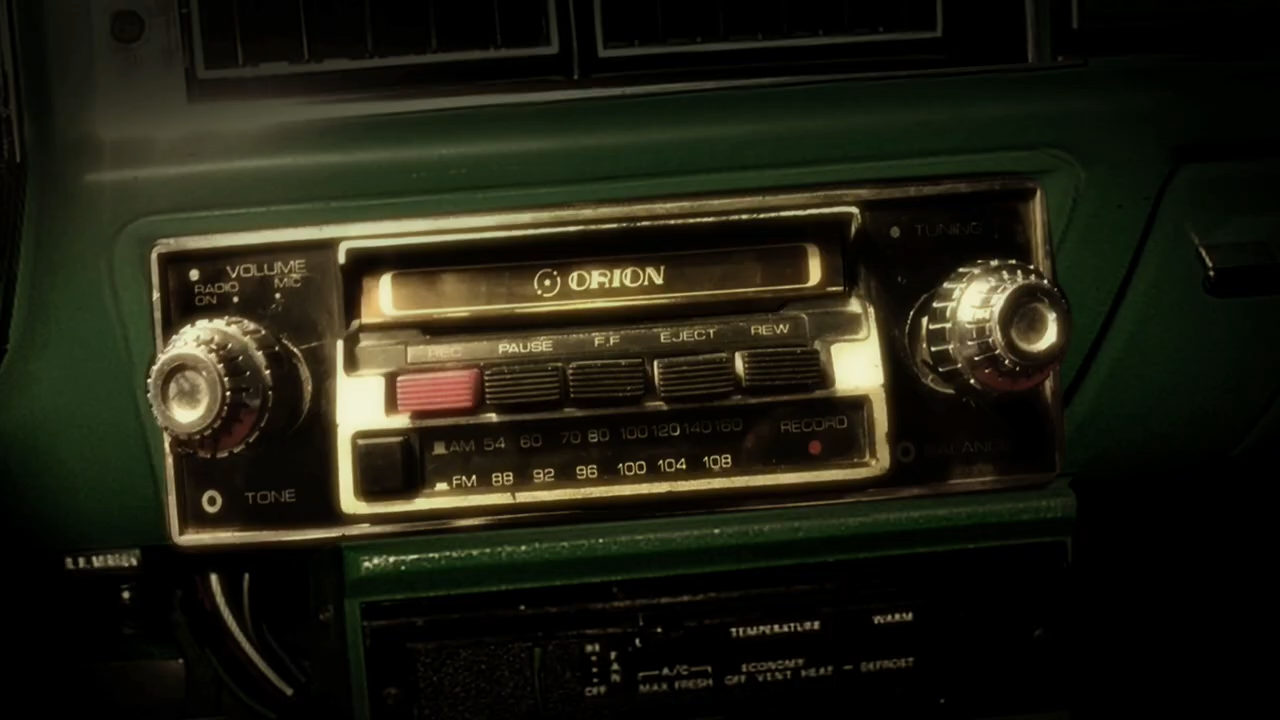 VOLUME
RADIO MIC
ON
TUNING
ORION
REC PAUSE F.F EJECT REW
AM 54 60 70 80 100 120 140 160
RECORD
FM 88 92 96 100 104 108
TONE
BALANCE
TEMPERATURE WARM
FAN
A/C ECONOMY
OFF MAX FRESH OFF VENT HEAT — DEFROST